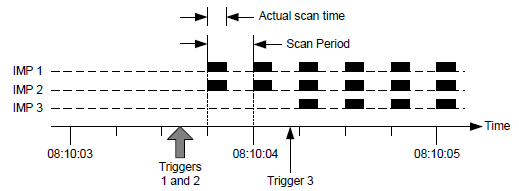 Actual scan time
Scan Period
IMP 1
IMP 2
IMP 3
Time
08:10:03
08:10:04
08:10:05
Triggers
1 and 2
Trigger 3